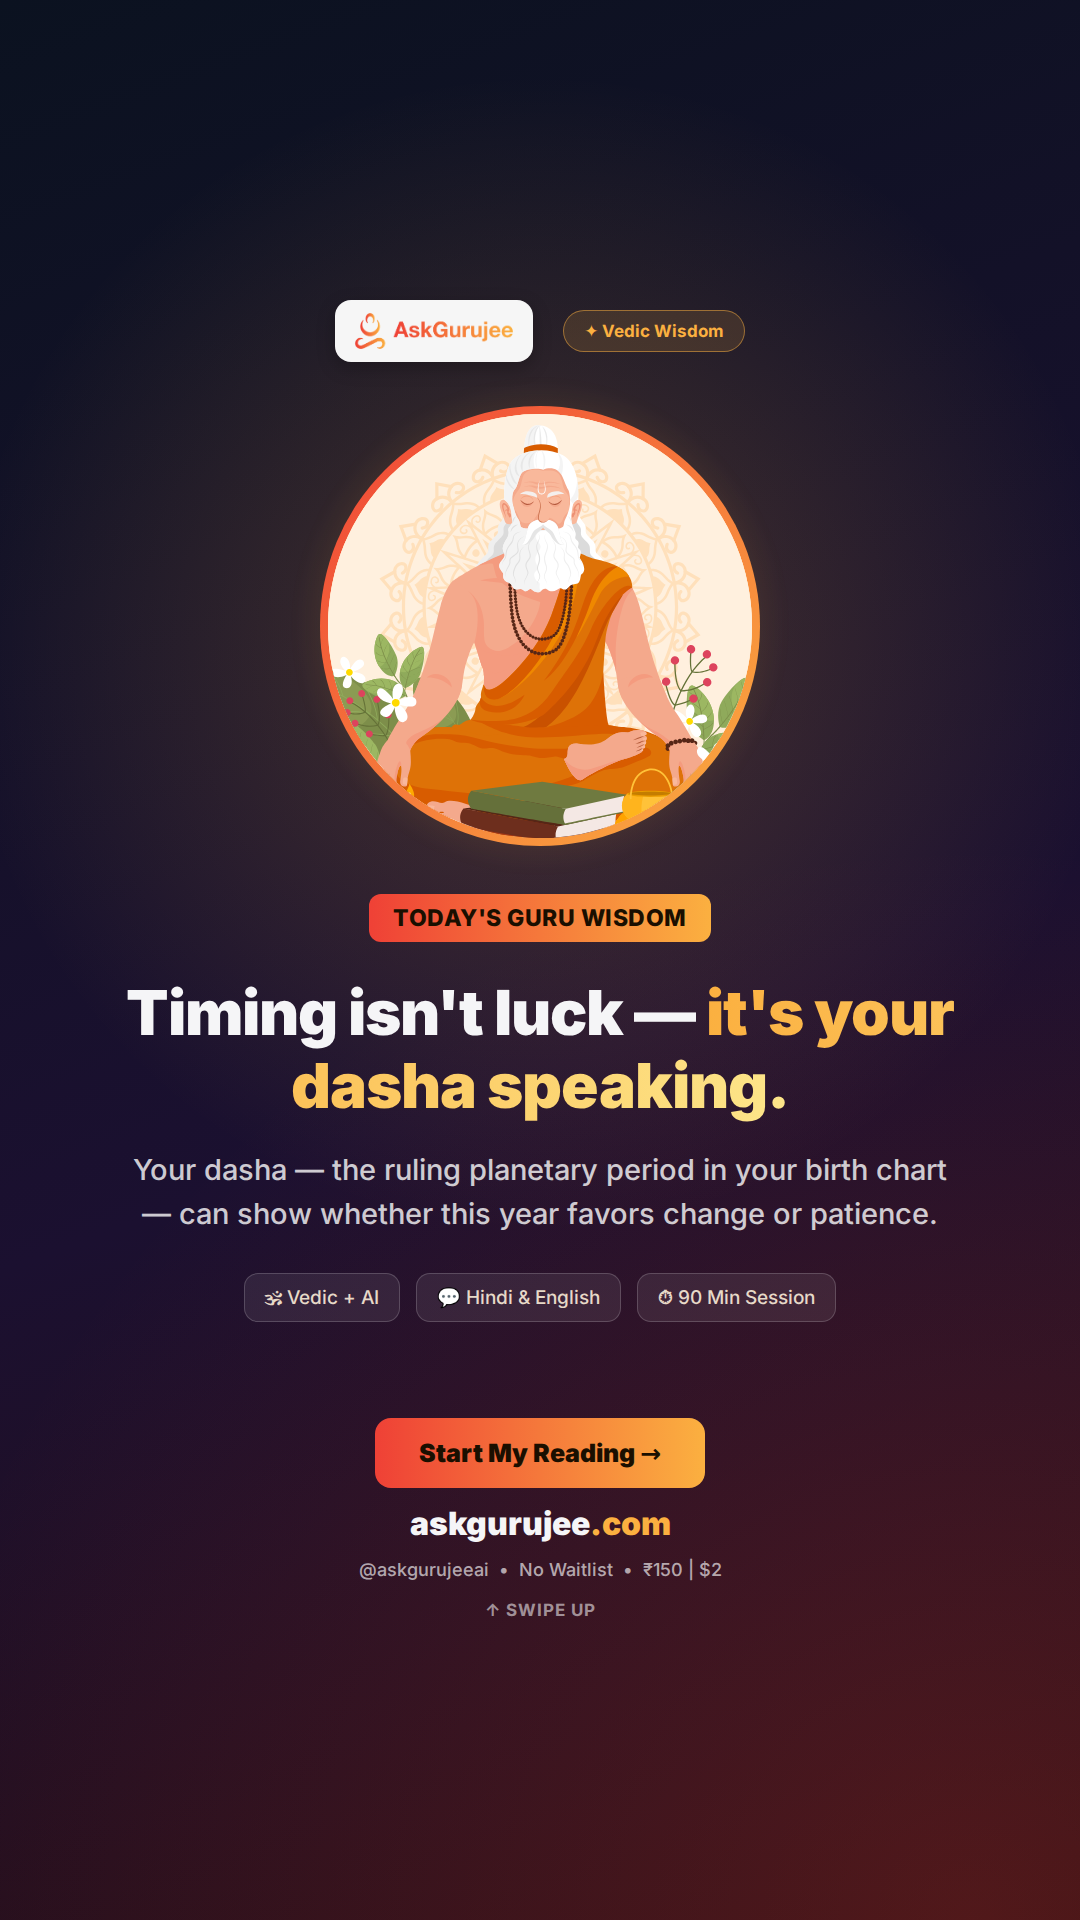 AskGurujee
✦ Vedic Wisdom
TODAY'S GURU WISDOM
Timing isn't luck — it's your
dasha speaking.
Your dasha — the ruling planetary period in your birth chart
— can show whether this year favors change or patience.
🕉 Vedic + AI
💬 Hindi & English
⏱ 90 Min Session
Start My Reading →
askgurujee.com
@askgurujeeai • No Waitlist • ₹150 | $2
↑ SWIPE UP